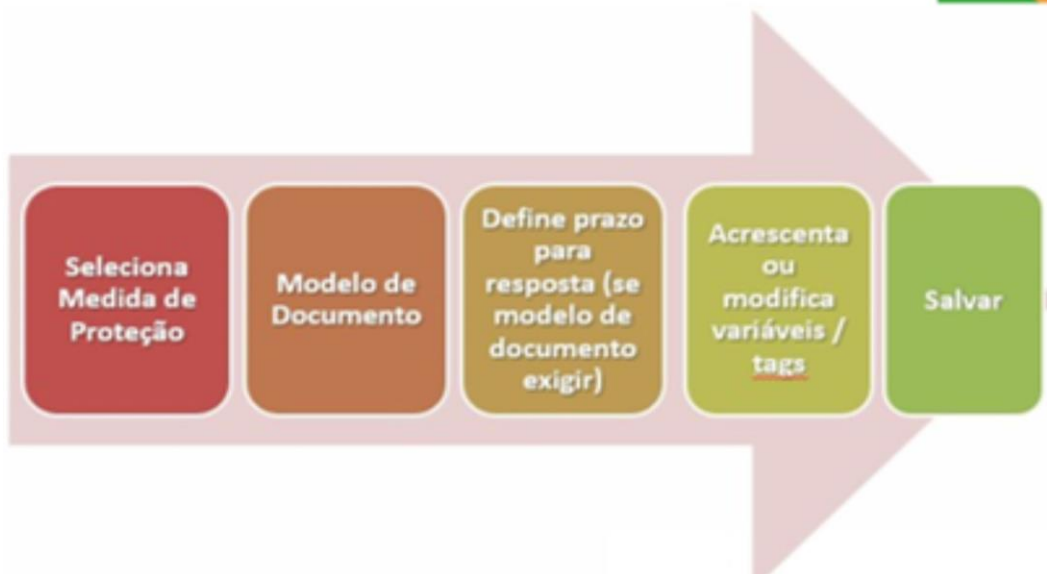 Seleciona
Medida de
Proteção
Modelo de
Documento
Define prazo
para
resposta (se
modelo de
documento
exigir)
Acrescenta
ou
modifica
variáveis /
tags
Salvar